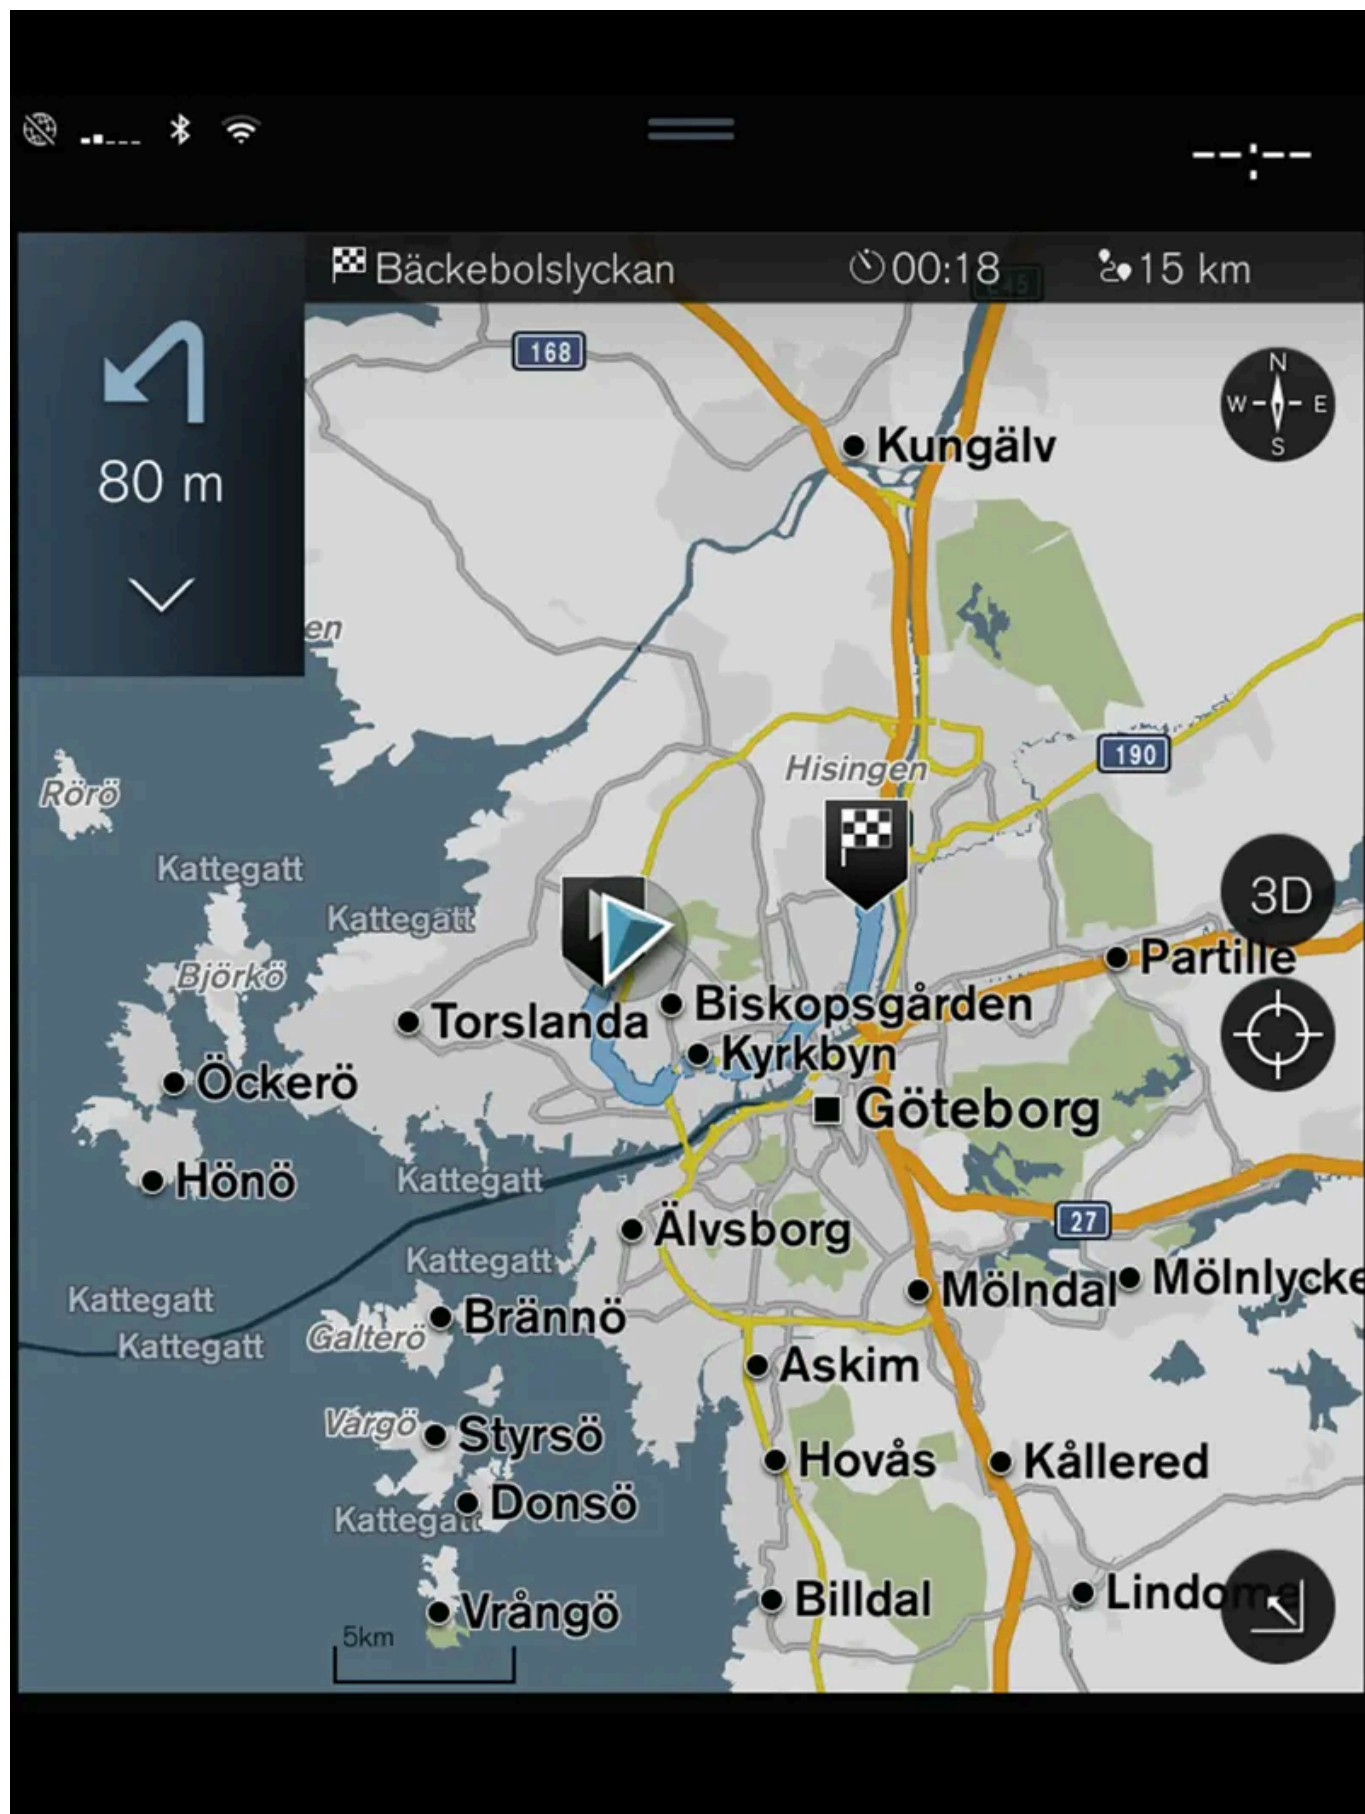 --:--
Bäckebolslyckan
00:18
15 km
80 m
168
N
W E
S
Kungälv
en
190
Hisingen
Rörö
Kattegatt
Kattegatt
3D
Partille
Björkö
Biskopsgården
Torslanda
Kyrkbyn
Öckerö
Göteborg
Hönö
Kattegatt
27
Älvsborg
Kattegatt
Mölndal
Mölnlycke
Kattegatt
Brännö
Galterö
Kattegatt
Askim
Vargö
Styrsö
Hovås
Kållered
Donsö
Kattegatt
Billdal
Lindome
Vrångö
5km